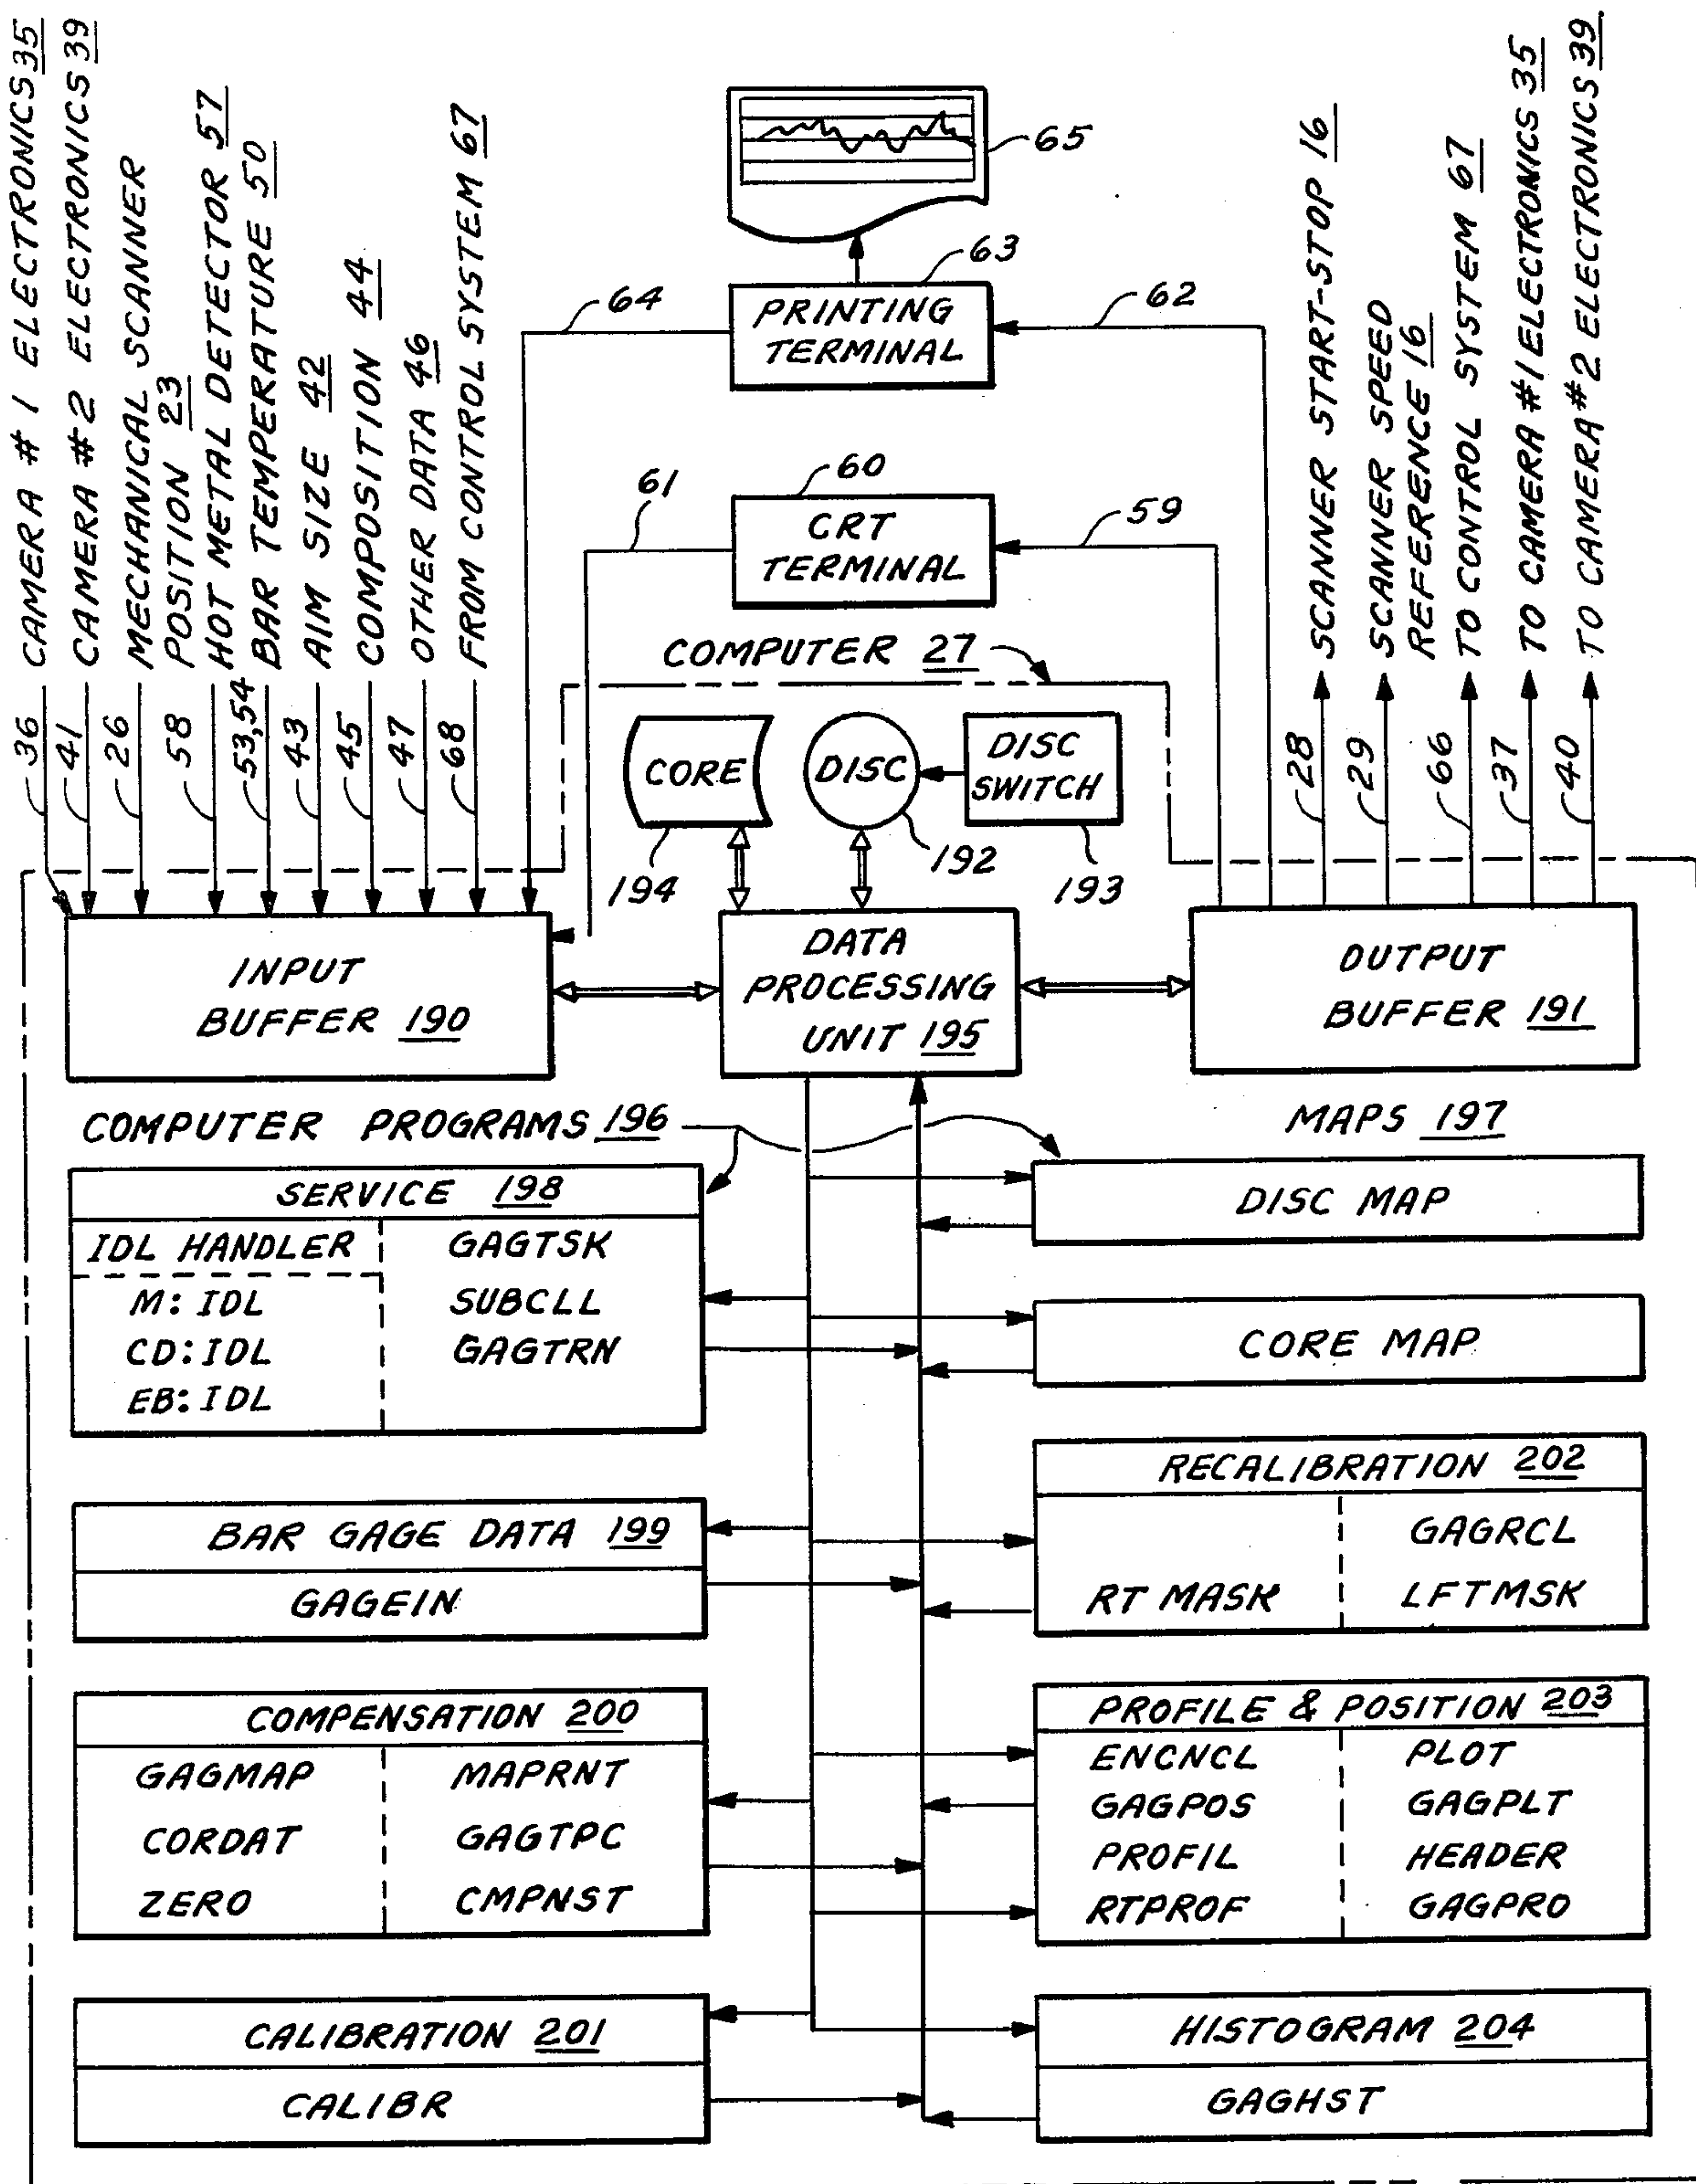 CAMERA # 1 ELECTRONICS 35
CAMERA #2 ELECTRONICS 39
MECHANICAL SCANNER
POSITION 23
HOT METAL DETECTOR 57
BAR TEMPERATURE 50
AIM SIZE 42
COMPOSITION 44
OTHER DATA 46
FROM CONTROL SYSTEM 67
36
41
26
58
53,54
43
45
47
68
65
63
PRINTING
TERMINAL
64
62
60
CRT
TERMINAL
61
59
SCANNER START-STOP 16
SCANNER SPEED
REFERENCE 16
TO CONTROL SYSTEM 67
TO CAMERA #1 ELECTRONICS 35
TO CAMERA #2 ELECTRONICS 39
28
29
66
37
40
COMPUTER 27
CORE
194
DISC
192
DISC
SWITCH
193
INPUT
BUFFER 190
DATA
PROCESSING
UNIT 195
OUTPUT
BUFFER 191
COMPUTER PROGRAMS 196
MAPS 197
SERVICE 198
IDL HANDLER
M: IDL
CD: IDL
EB: IDL
GAGTSK
SUBCLL
GAGTRN
DISC MAP
CORE MAP
BAR GAGE DATA 199
GAGEIN
RECALIBRATION 202
RT MASK
GAGRCL
LFTMSK
COMPENSATION 200
GAGMAP
CORDAT
ZERO
MAPRNT
GAGTPC
CMPNST
PROFILE & POSITION 203
ENCNCL
GAGPOS
PROFIL
RTPROF
PLOT
GAGPLT
HEADER
GAGPRO
CALIBRATION 201
CALIBR
HISTOGRAM 204
GAGHST